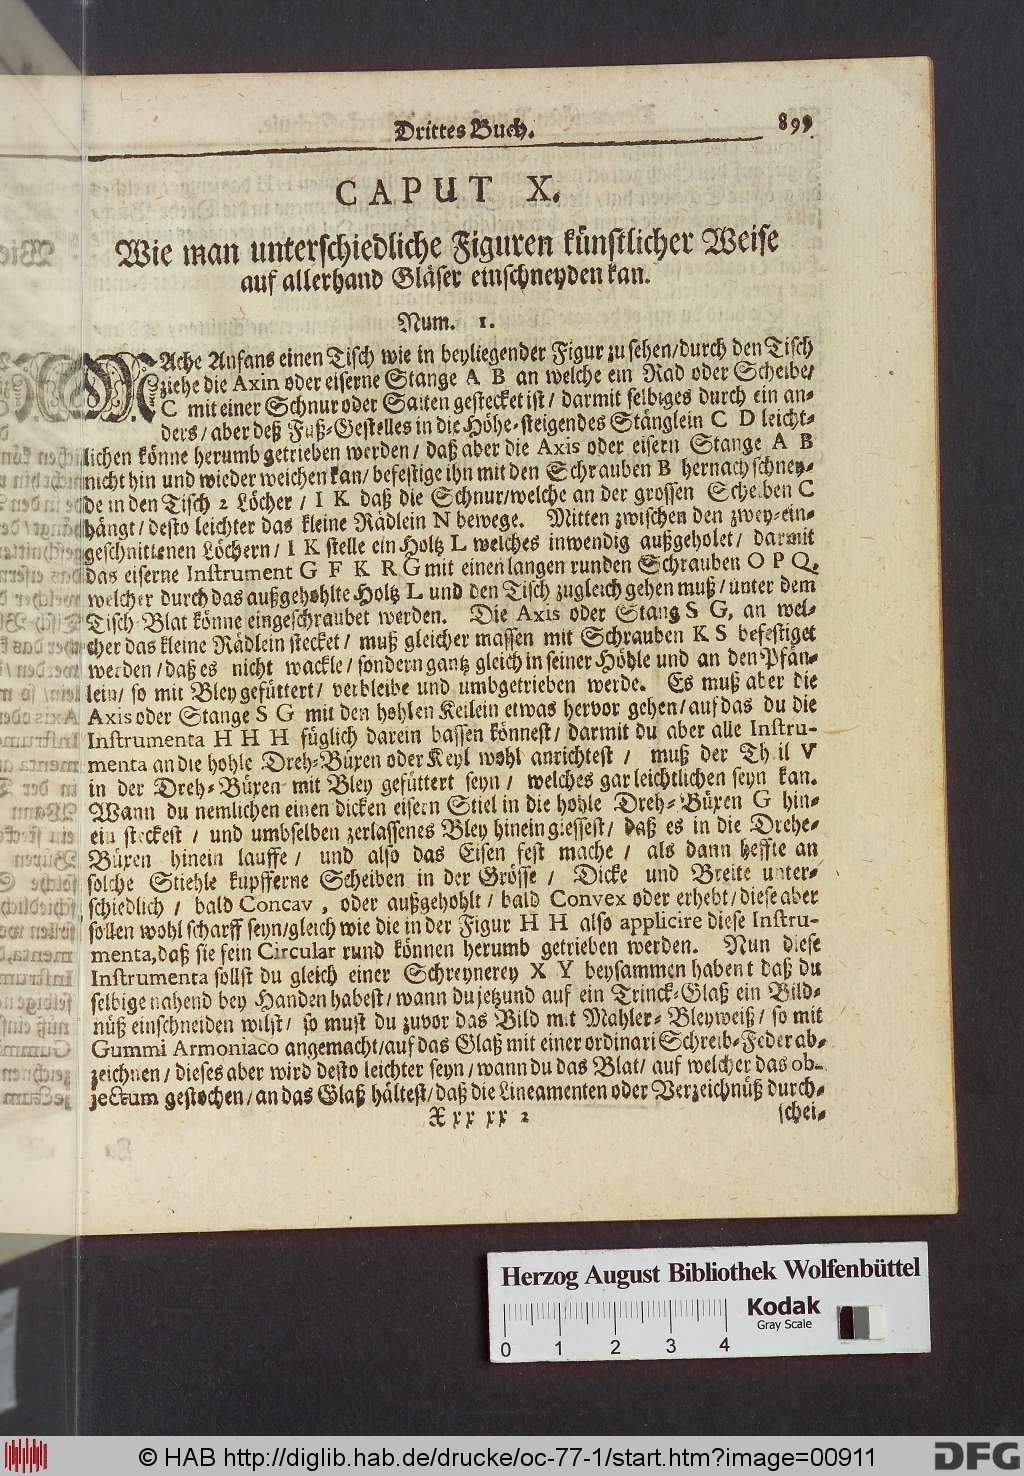 Drittes Buch. 899
CAPUT X.
Wie man unterschiedliche Figuren künstlicher Weise
auf allerhand Gläser einschneyden kan.
Num. 1.
MAche Anfans einen Tisch wie in beyliegender Figur zu sehen/durch den Tisch
ziehe die Axin oder eiserne Stange A B an welche ein Rad oder Scheibe/
C mit einer Schnur oder Saiten gestecket ist/ darmit selbiges durch ein an-
ders/ aber deß Fuß-Gestelles in die Höhe-steigendes Stänglein C D leicht-
lichen könne herumb getrieben werden/ daß aber die Axis oder eisern Stange A B
nicht hin und wieder weichen kan/ befestige ihn mit den Schrauben B hernach schney-
de in den Tisch 2 Löcher/ I K daß die Schnur/welche an der grossen Scheiben C
hängt/ desto leichter das kleine Rädlein N bewege. Mitten zwischen den zwey-ein-
geschnittenen Löchern/ I K stelle ein Holtz L welches inwendig außgeholet/ darmit
das eiserne Instrument G F K R G mit einen langen runden Schrauben O P Q,
welcher durch das außgehohlte Holtz L und den Tisch zugleich gehen muß/ unter dem
Tisch-Blat könne eingeschraubet werden. Die Axis oder Stang S G, an wel-
cher das kleine Rädlein stecket/ muß gleicher massen mit Schrauben K S befestiget
werden/ daß es nicht wackle/ sondern gantz gleich in seiner Höhle und an den Pfän-
lein/ so mit Bley gefüttert/ verbleibe und umbgetrieben werde. Es muß aber die
Axis oder Stange S G mit den hohlen Keilein etwas hervor gehen/ auf das du die
Instrumenta H H H füglich darein bassen könnest/ darmit du aber alle Instru-
menta an die hohle Dreh-Büxen oder Keyl wohl anrichtest/ muß der Th il V
in der Dreh-Büxen mit Bley gefüttert seyn/ welches gar leichtlichen seyn kan.
Wann du nemlichen einen dicken eisern Stiel in die hohle Dreh-Büxen G hin-
ein steckest/ und umbselben zerlassenes Bley hinein giessest/ daß es in die Drehe-
Büxen hinein lauffe/ und also das Eisen fest mache/ als dann heffte an
solche Stiehle kupfferne Scheiben in der Grösse/ Dicke und Breite unter-
schiedlich/ bald Concav, oder außgehohlt/ bald Convex oder erhebt/ diese aber
sollen wohl scharff seyn/gleich wie die in der Figur H H also applicire diese Instru-
menta, daß sie fein Circular rund können herumb getrieben werden. Nun diese
Instrumenta sollst du gleich einer Schreynerey X Y beysammen haben t daß du
selbige nahend bey Handen habest/ wann du jetzund auf ein Trinck-Glaß ein Bild-
nüß einschneiden wilst/ so must du zuvor das Bild mit Mahler-Bleyweiß/ so mit
Gummi Armoniaco angemacht/auf das Glaß mit einer ordinari Schreib-Feder ab-
zeichnen/ dieses aber wird desto leichter seyn/ wann du das Blat/ auf welcher das ob-
jectum gestochen/ an das Glaß hältest/ daß die Lineamenten oder Verzeichnüß durch-
Xxx xx 2 schei-
Herzog August Bibliothek Wolfenbüttel
Kodak
Gray Scale
0 1 2 3 4
© HAB http://diglib.hab.de/drucke/oc-77-1/start.htm?image=00911
DFG